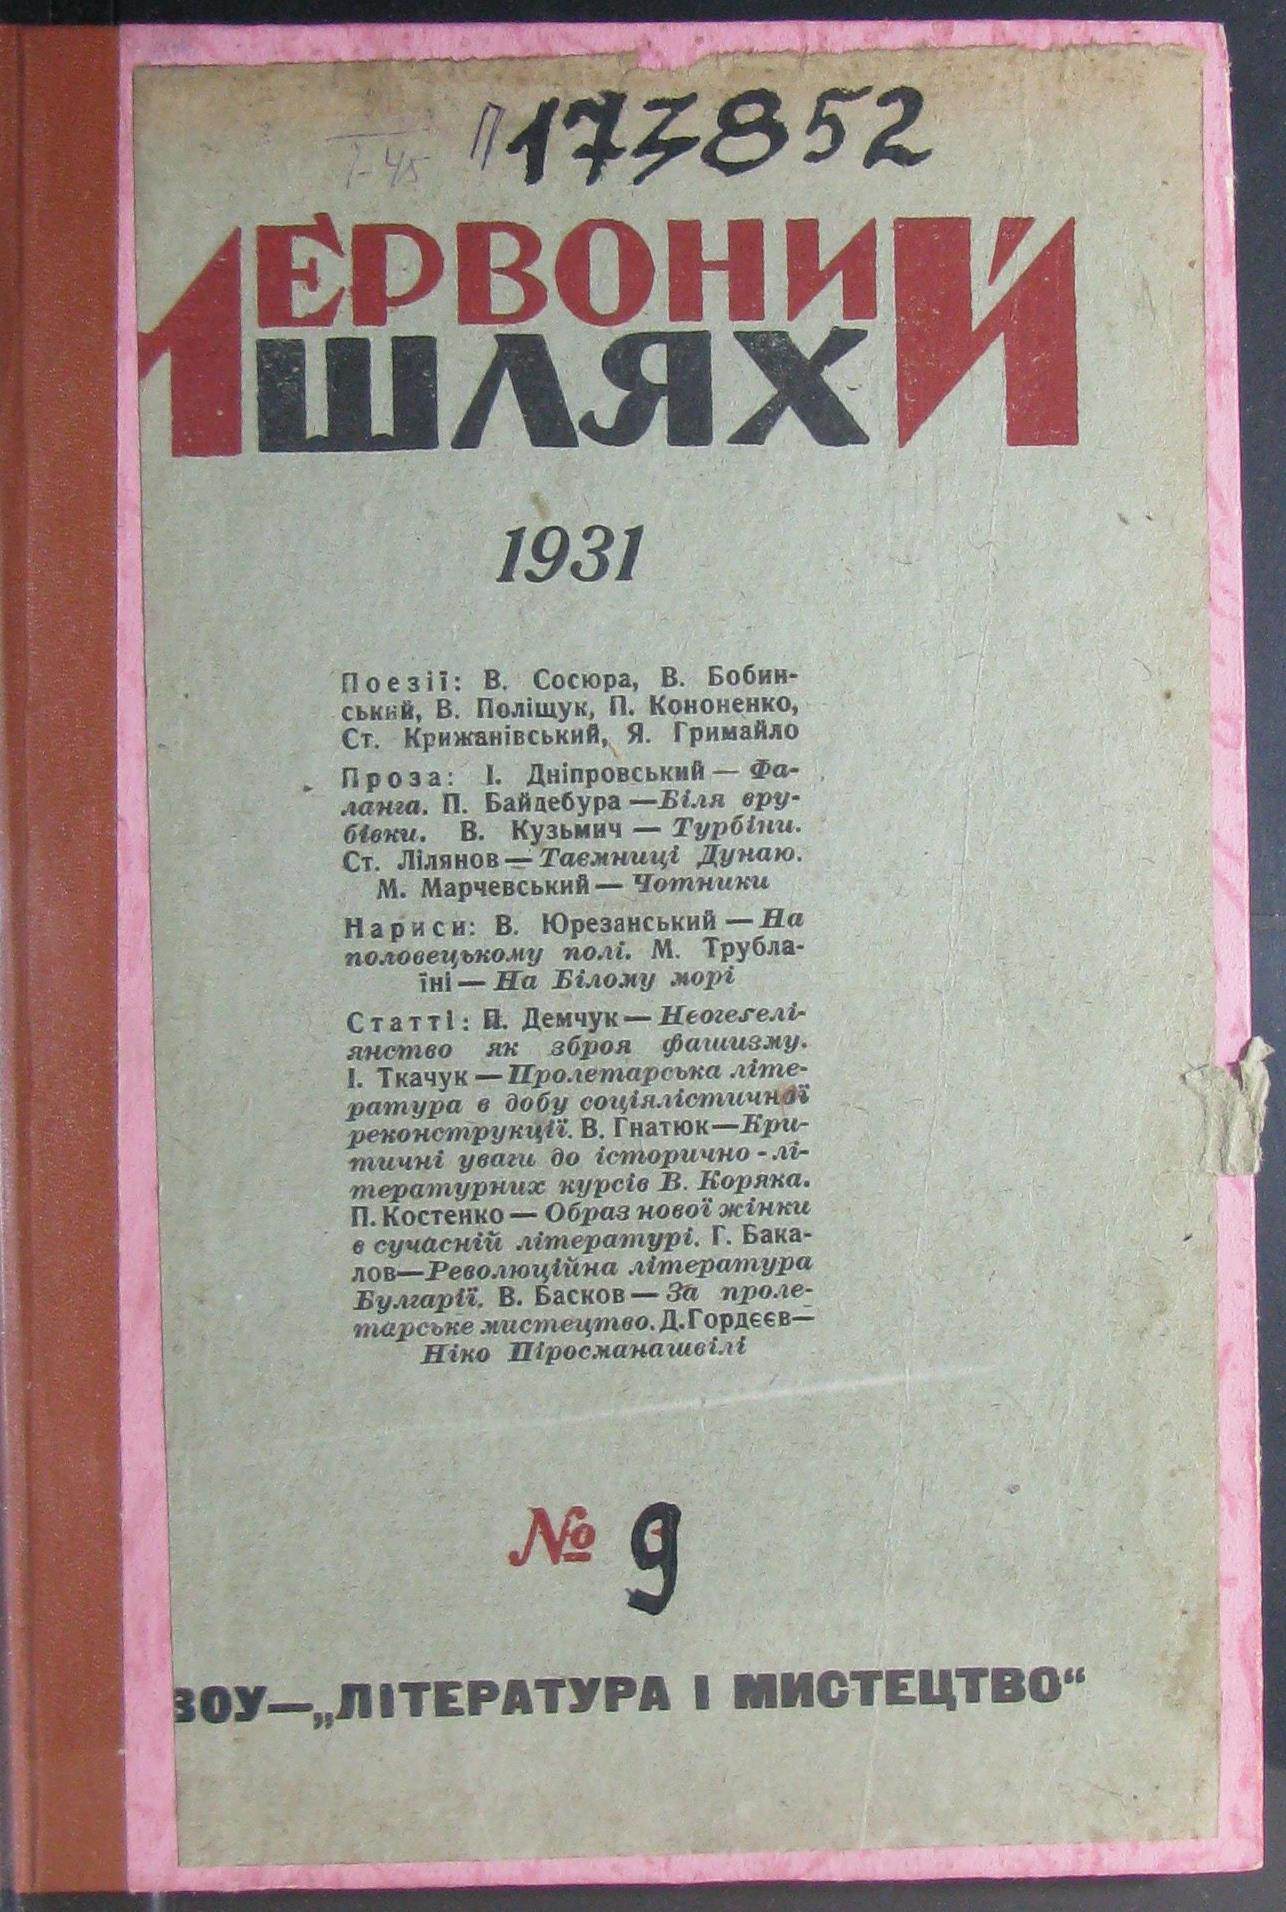 П 173852
ЧЕРВОНИЙ
ШЛЯХ
1931
Поезії: В. Сосюра, В. Бобин-
ський, В. Поліщук, П. Кононенко,
Ст. Крижанівський, Я. Гримайло
Проза: І. Дніпровський — Фа-
ланга. П. Байдебура — Біля вру-
бівки. В. Кузьмич — Турбіни.
Ст. Лілянов — Таємниці Дунаю.
М. Марчевський — Чотники
Нариси: В. Юрезанський — На
половецькому полі. М. Трубла-
їні — На Білому морі
Статті: П. Демчук — Неогегелі-
янство як зброя фашизму.
І. Ткачук — Пролетарська літе-
ратура в добу соціялістичної
реконструкції. В. Гнатюк — Кри-
тичні уваги до історично-лі-
тературних курсів В. Коряка.
П. Костенко — Образ нової жінки
в сучасній літературі. Г. Бака-
лов — Революційна література
Булгарії. В. Басков — За проле-
тарське мистецтво. Д. Гордєєв —
Ніко Піросманашвілі
№ 9
ВОУ — „ЛІТЕРАТУРА І МИСТЕЦТВО“